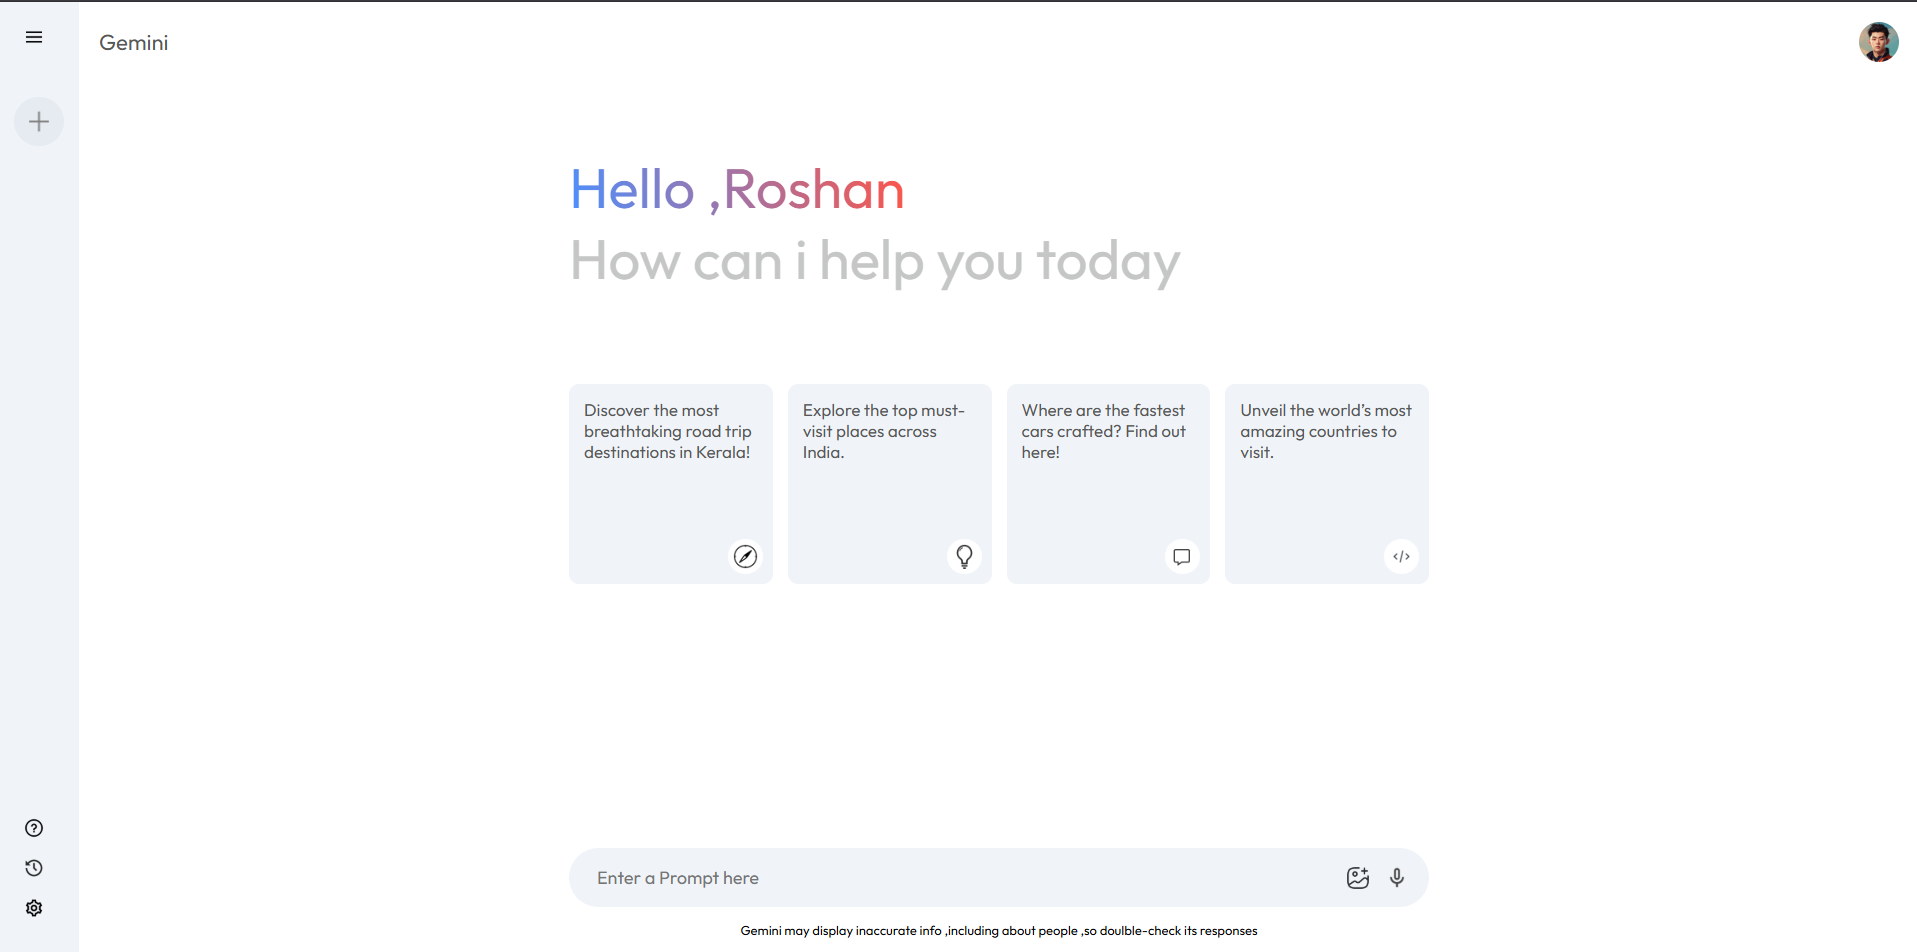 Gemini
Hello ,Roshan
How can i help you today
Discover the most
breathtaking road trip
destinations in Kerala!
Explore the top must-
visit places across
India.
Where are the fastest
cars crafted? Find out
here!
Unveil the world’s most
amazing countries to
visit.
Enter a Prompt here
Gemini may display inaccurate info ,including about people ,so doulble-check its responses